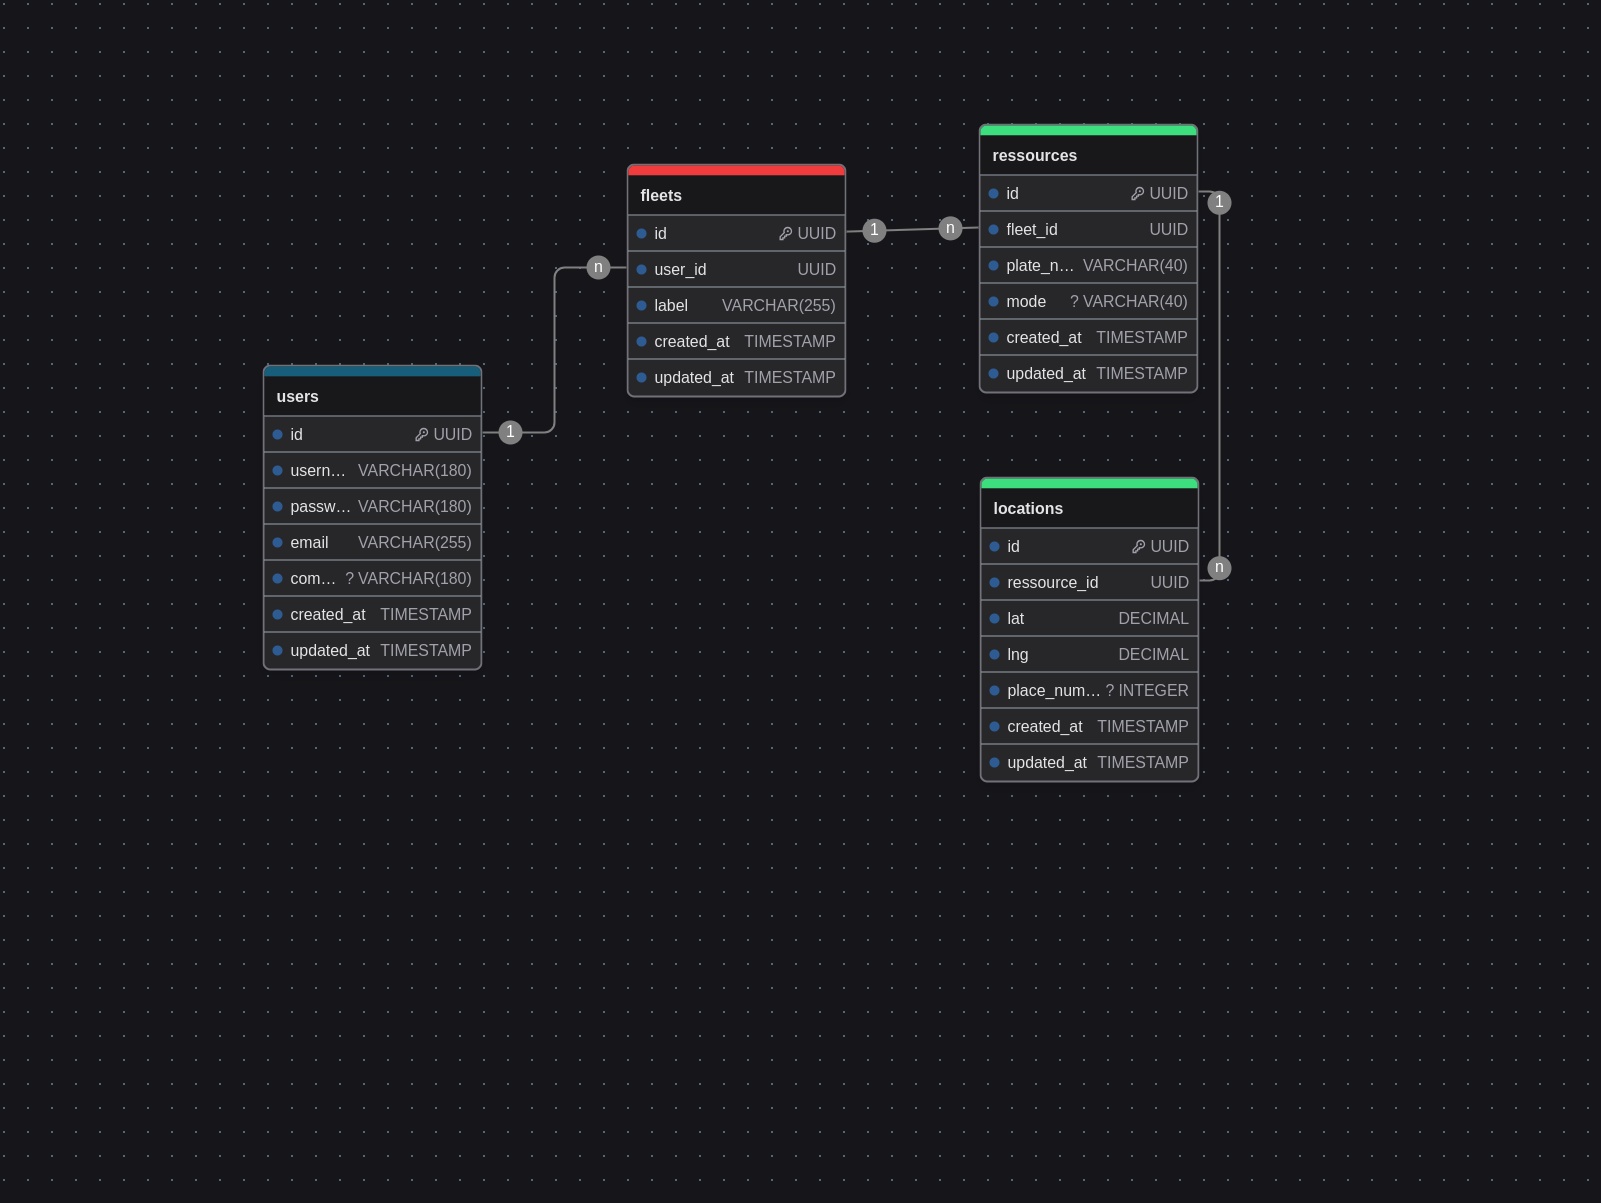 ressources
id UUID
fleet_id UUID
plate_n... VARCHAR(40)
mode ? VARCHAR(40)
created_at TIMESTAMP
updated_at TIMESTAMP
fleets
id UUID
user_id UUID
label VARCHAR(255)
created_at TIMESTAMP
updated_at TIMESTAMP
1
n
1
n
users
id UUID
usern... VARCHAR(180)
passw... VARCHAR(180)
email VARCHAR(255)
com... ? VARCHAR(180)
created_at TIMESTAMP
updated_at TIMESTAMP
1
locations
id UUID
ressource_id UUID
lat DECIMAL
lng DECIMAL
place_num... ? INTEGER
created_at TIMESTAMP
updated_at TIMESTAMP
n